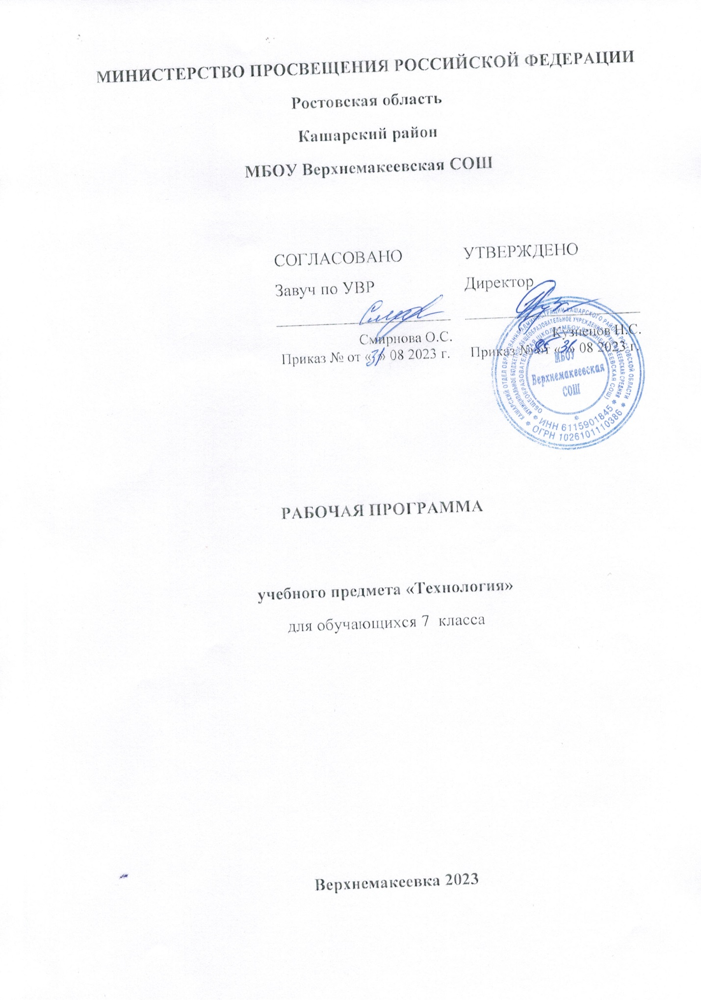 МИНИСТЕРСТВО ПРОСВЕЩЕНИЯ РОССИЙСКОЙ ФЕДЕРАЦИИ
Ростовская область
Кашарский район
МБОУ Верхнемакеевская СОШ
СОГЛАСОВАНО
Завуч по УВР
Смирнова О.С.
Приказ № от «31» 08 2023 г.
УТВЕРЖДЕНО
Директор
Кузнецов Н.С.
Приказ № 85 от «31» 08 2023 г.
КАШАРСКИЙ ОТДЕЛ ОБРАЗОВАНИЯ АДМИНИСТРАЦИИ КАШАРСКОГО РАЙОНА РОСТОВСКОЙ ОБЛАСТИ
* ОГРН 1026101110386 *
МУНИЦИПАЛЬНОЕ БЮДЖЕТНОЕ ОБЩЕОБРАЗОВАТЕЛЬНОЕ УЧРЕЖДЕНИЕ ВЕРХНЕМАКЕЕВСКАЯ СРЕДНЯЯ
* ИНН 6115901845 *
ОБЩЕОБРАЗОВАТЕЛЬНАЯ ШКОЛА (МБОУ ВЕРХНЕМАКЕЕВСКАЯ СОШ)
МБОУ
Верхнемакеевская
СОШ
РАБОЧАЯ ПРОГРАММА
учебного предмета «Технология»
для обучающихся 7 класса
Верхнемакеевка 2023